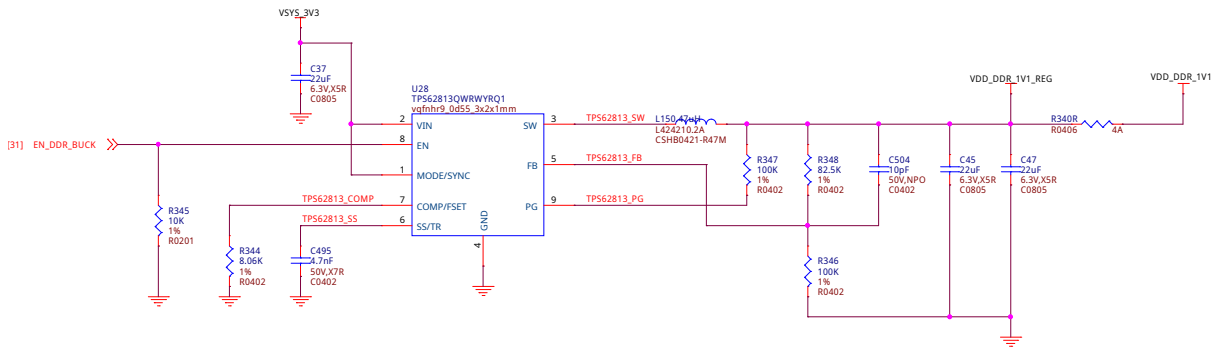 VSYS_3V3
C37
22uF
6.3V,X5R
C0805
U28
TPS62813QWRWYRQ1
vqfnhr9_0d55_3x2x1mm
2 VIN
8 EN
1 MODE/SYNC
7 COMP/FSET
6 SS/TR
GND
4
SW 3
FB 5
PG 9
[31] EN_DDR_BUCK
R345
10K
1%
R0201
TPS62813_COMP
R344
8.06K
1%
R0402
TPS62813_SS
C495
4.7nF
50V,X7R
C0402
TPS62813_SW
TPS62813_FB
TPS62813_PG
L15 0.47uH
L424210.2A
CSHB0421-R47M
R347
100K
1%
R0402
R348
82.5K
1%
R0402
C504
10pF
50V,NPO
C0402
C45
22uF
6.3V,X5R
C0805
C47
22uF
6.3V,X5R
C0805
R346
100K
1%
R0402
VDD_DDR_1V1_REG
R340R
R0406
4A
VDD_DDR_1V1